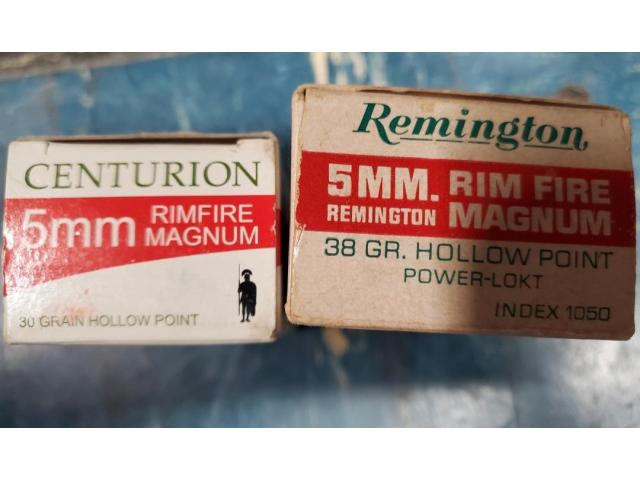 CENTURION
5mm RIMFIRE MAGNUM
30 GRAIN HOLLOW POINT
Remington
5MM. RIM FIRE
REMINGTON MAGNUM
38 GR. HOLLOW POINT
POWER-LOKT
INDEX 1050